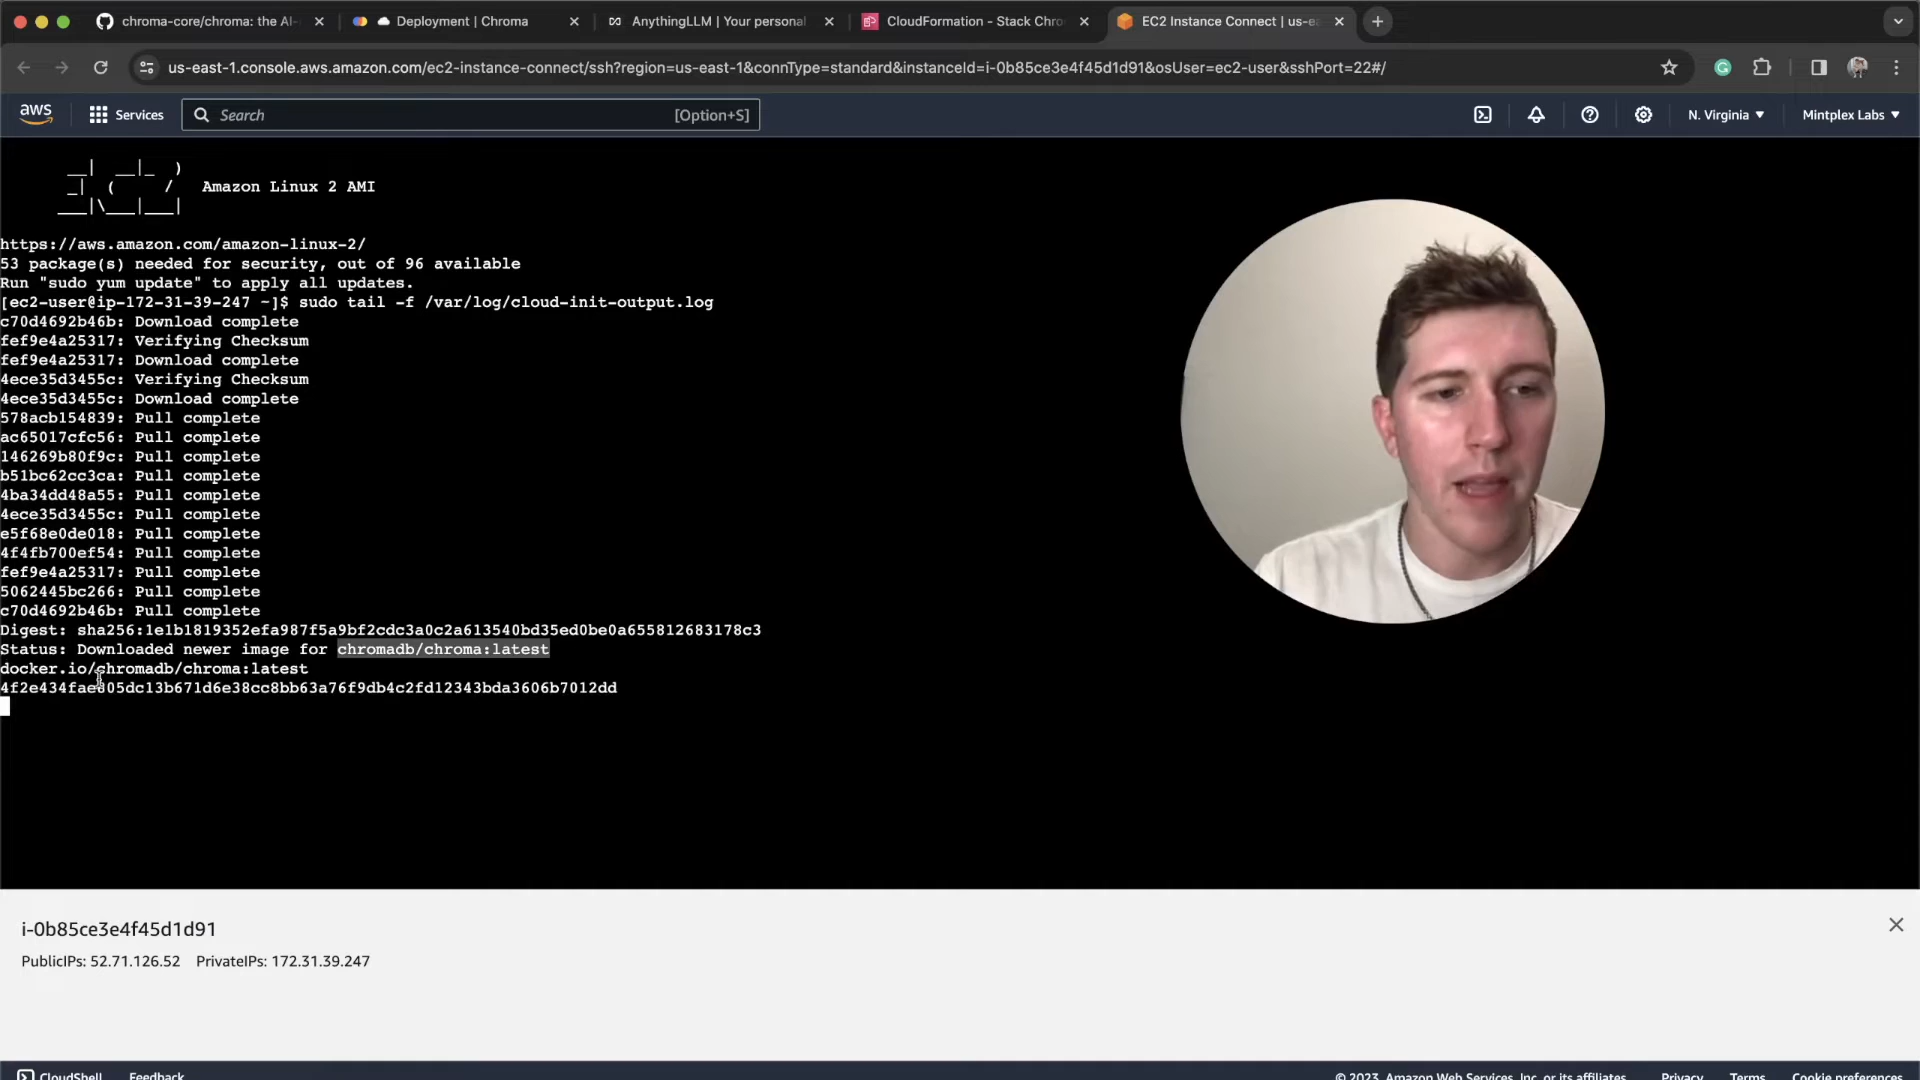 chroma-core/chroma: the AI-
Deployment | Chroma
AnythingLLM | Your personal
CloudFormation - Stack Chro
EC2 Instance Connect | us-ea
us-east-1.console.aws.amazon.com/ec2-instance-connect/ssh?region=us-east-1&connType=standard&instanceId=i-0b85ce3e4f45d1d91&osUser=ec2-user&sshPort=22#/
aws
Services
Search
[Option+S]
N. Virginia
Mintplex Labs
__|  __|_  )
_|  (     /   Amazon Linux 2 AMI
___|\___|___|
https://aws.amazon.com/amazon-linux-2/
53 package(s) needed for security, out of 96 available
Run "sudo yum update" to apply all updates.
[ec2-user@ip-172-31-39-247 ~]$ sudo tail -f /var/log/cloud-init-output.log
c70d4692b46b: Download complete
fef9e4a25317: Verifying Checksum
fef9e4a25317: Download complete
4ece35d3455c: Verifying Checksum
4ece35d3455c: Download complete
578acb154839: Pull complete
ac65017cfc56: Pull complete
146269b80f9c: Pull complete
b51bc62cc3ca: Pull complete
4ba34dd48a55: Pull complete
4ece35d3455c: Pull complete
e5f68e0de018: Pull complete
4f4fb700ef54: Pull complete
fef9e4a25317: Pull complete
5062445bc266: Pull complete
c70d4692b46b: Pull complete
Digest: sha256:1e1b1819352efa987f5a9bf2cdc3a0c2a613540bd35ed0be0a655812683178c3
Status: Downloaded newer image for chromadb/chroma:latest
docker.io/chromadb/chroma:latest
4f2e434fae805dc13b671d6e38cc8bb63a76f9db4c2fd12343bda3606b7012dd
i-0b85ce3e4f45d1d91
PublicIPs: 52.71.126.52 PrivateIPs: 172.31.39.247
CloudShell
Feedback
© 2023, Amazon Web Services, Inc. or its affiliates.
Privacy
Terms
Cookie preferences